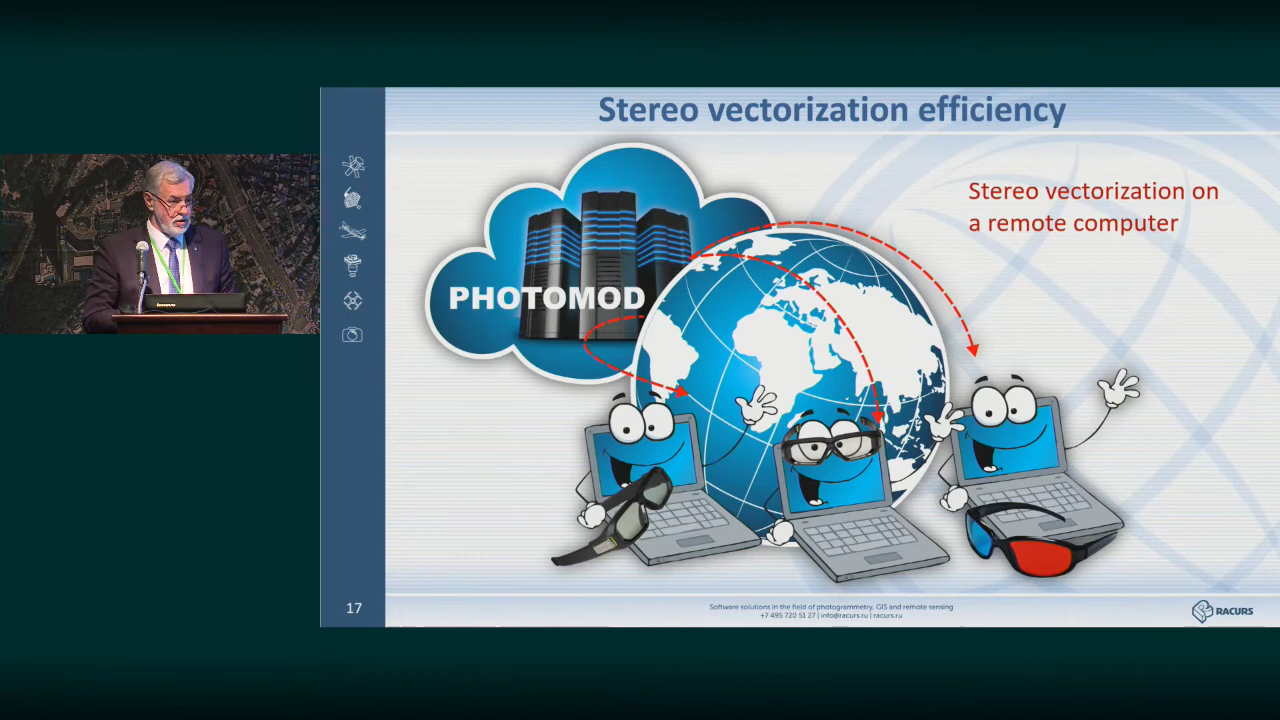 Stereo vectorization efficiency
Stereo vectorization on
a remote computer
PHOTOMOD
lenovo
17
Software solutions in the field of photogrammetry, GIS and remote sensing
+7 495 720 51 27 | info@racurs.ru | racurs.ru
RACURS